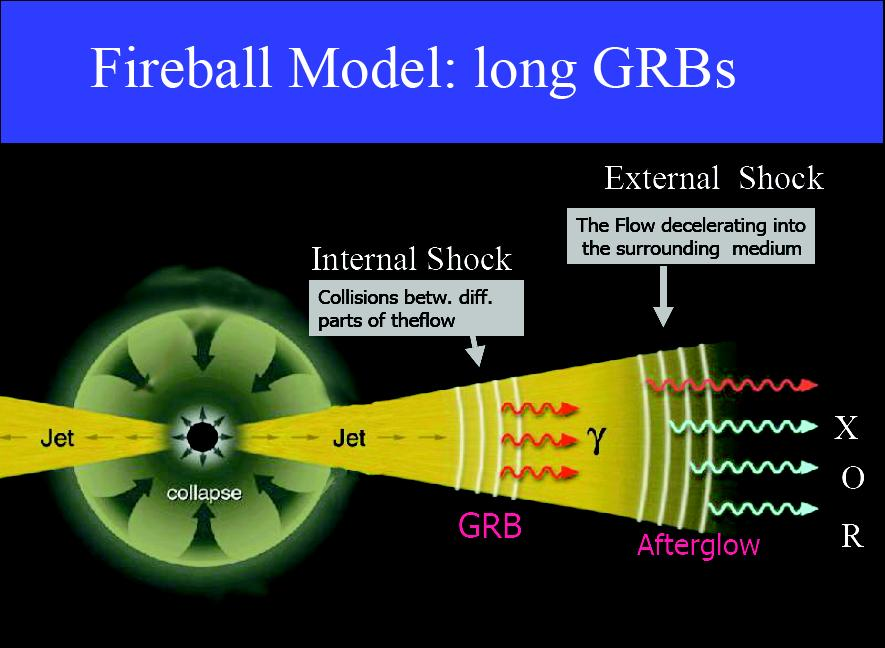 Fireball Model: long GRBs
External Shock
The Flow decelerating into
the surrounding medium
Internal Shock
Collisions betw. diff.
parts of theflow
Jet
Jet
γ
X
O
R
collapse
GRB
Afterglow